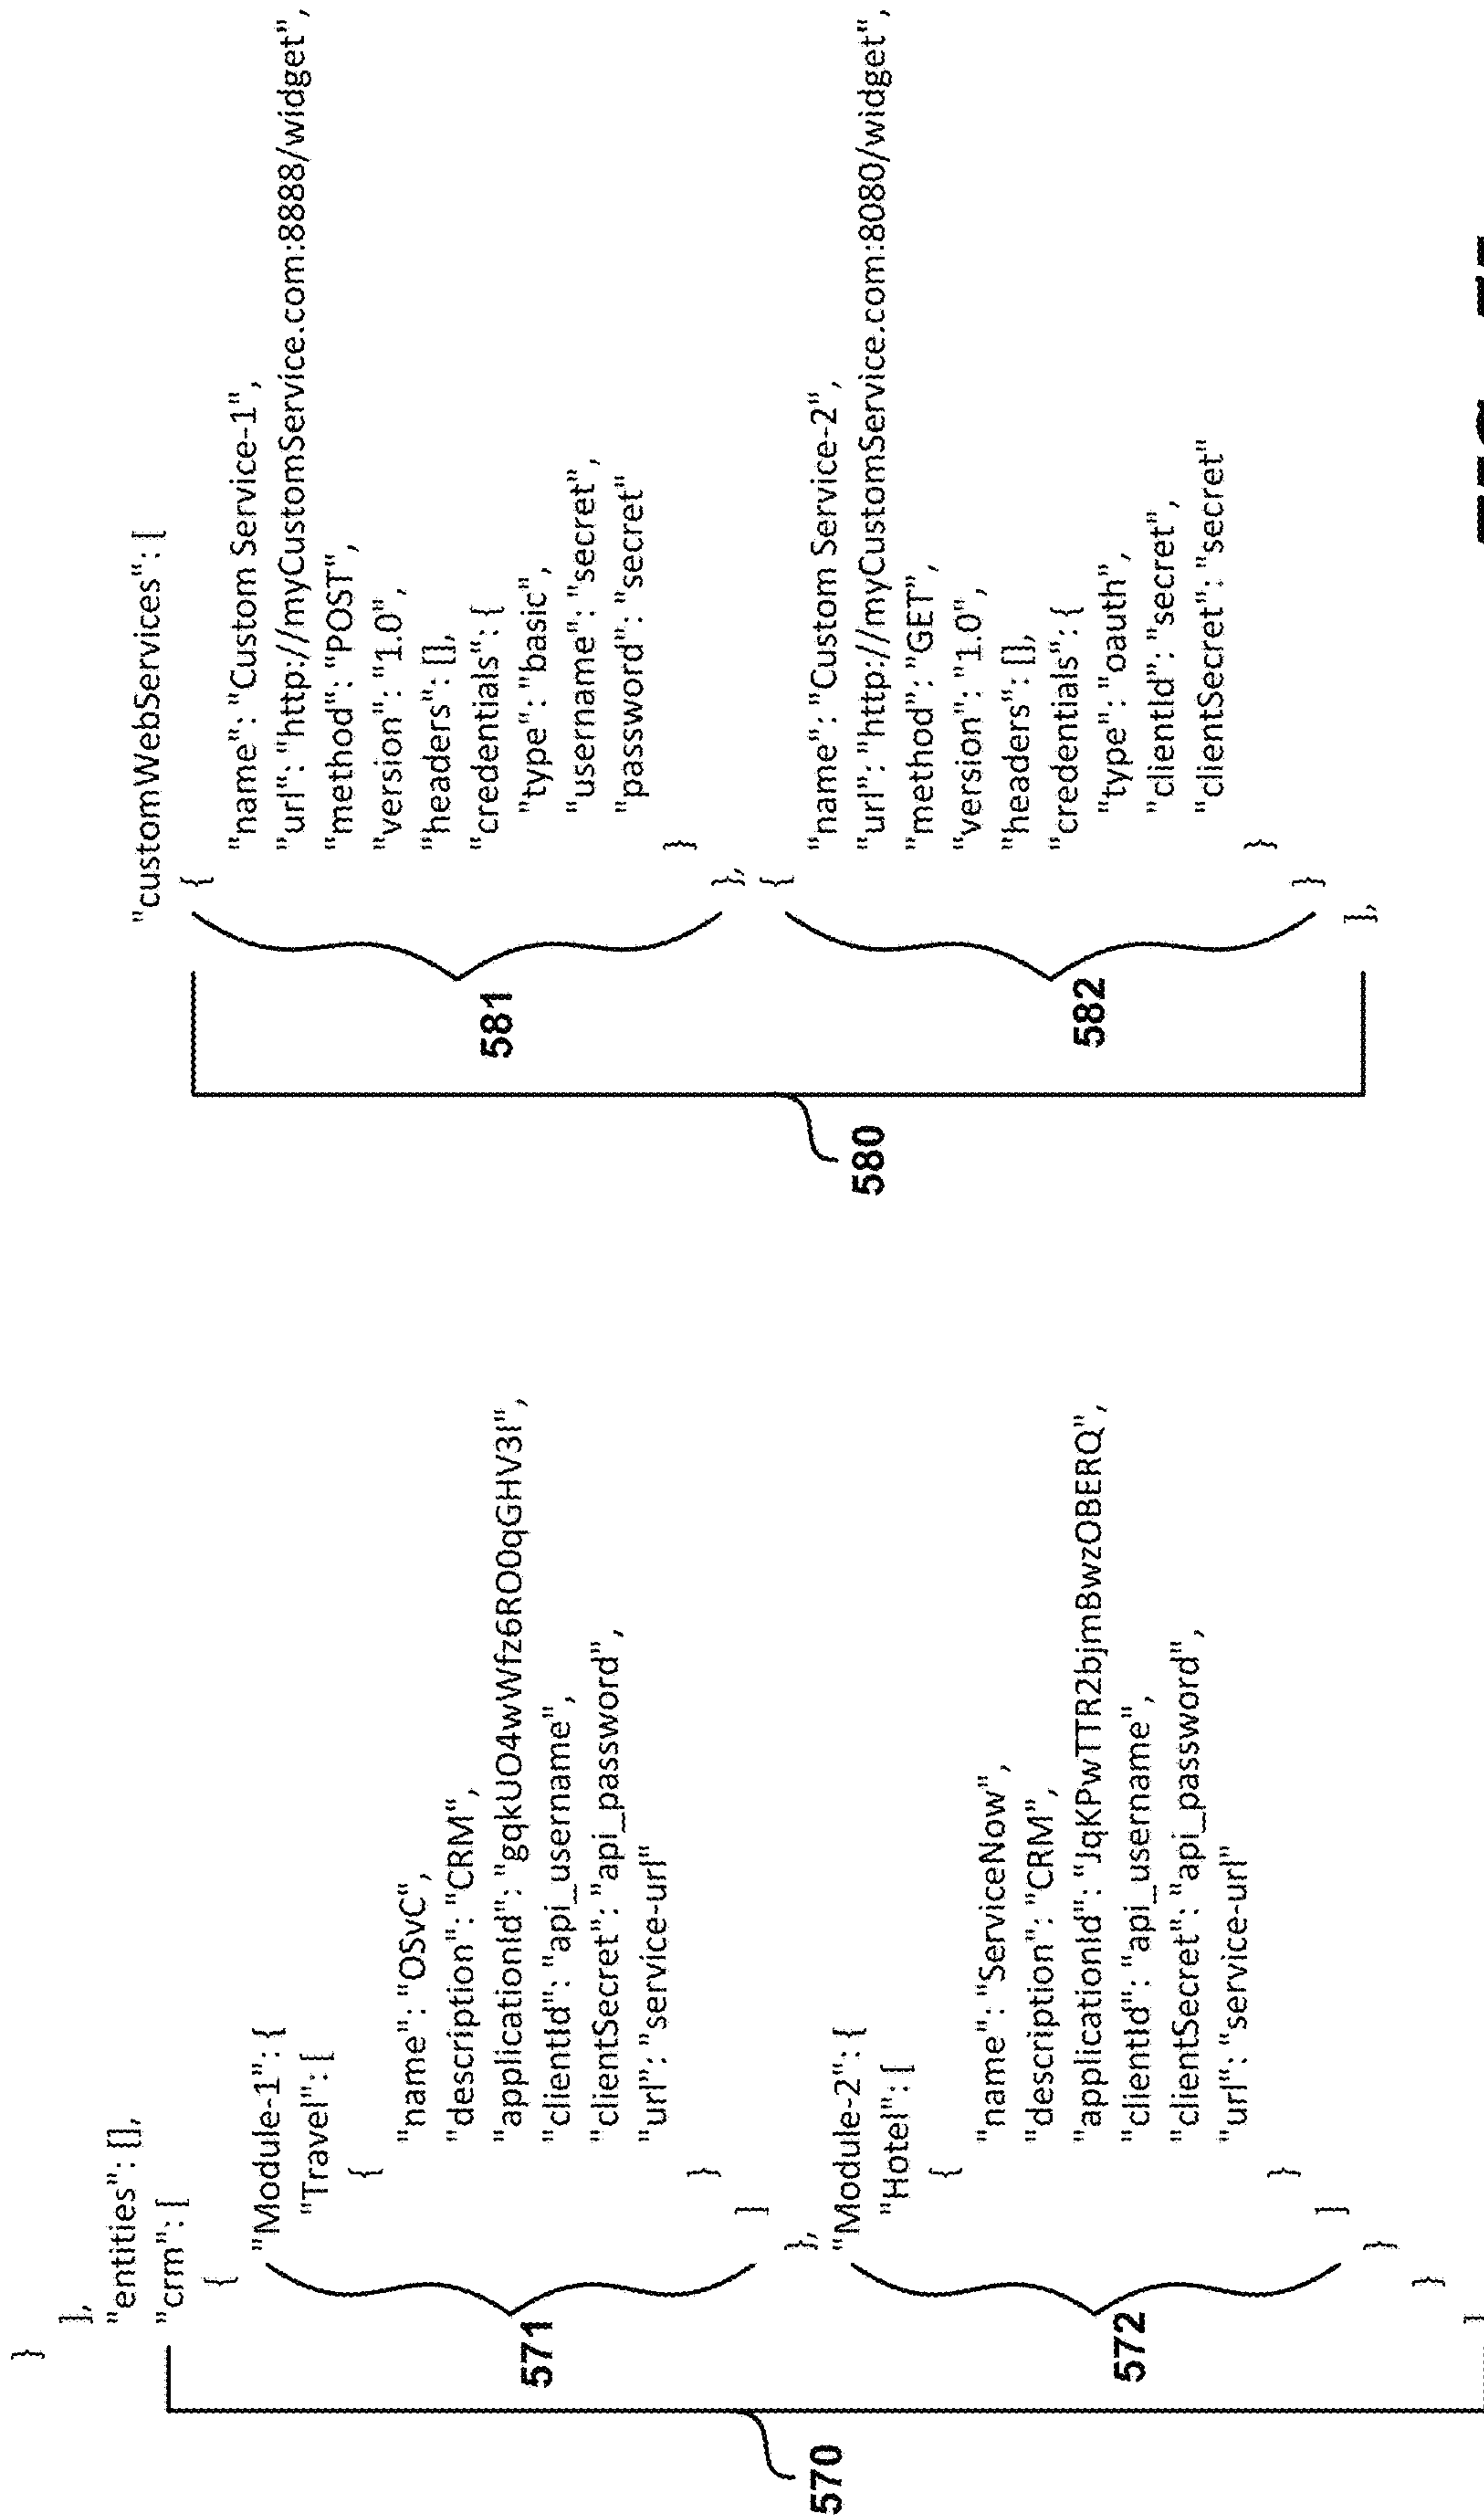 }
],
"entities": [],
"crm": [
{
"Module-1": {
"Travel": [
{
"name": "OSvC",
"description": "CRM",
"applicationId": "gqkUO4wWfz6RO0qGHV3I",
"clientId": "api_username",
"clientSecret": "api_password",
"url": "service-url"
}
]
},
"Module-2": {
"Hotel": [
{
"name": "ServiceNow",
"description": "CRM",
"applicationId": "JqKPwTTR2bjmBwzOBERQ",
"clientId": "api_username",
"clientSecret": "api_password",
"url": "service-url"
}
]
}
}
]
570
571
572
"customWebServices": [
{
"name": "Custom Service-1",
"url": "http://myCustomService.com:8888/widget",
"method": "POST",
"version": "1.0",
"headers": [],
"credentials": {
"type": "basic",
"username": "secret",
"password": "secret"
}
},
{
"name": "Custom Service-2",
"url": "http://myCustomService.com:8080/widget",
"method": "GET",
"version": "1.0",
"headers": [],
"credentials": {
"type": "oauth",
"clientId": "secret",
"clientSecret": "secret"
}
}
],
580
581
582